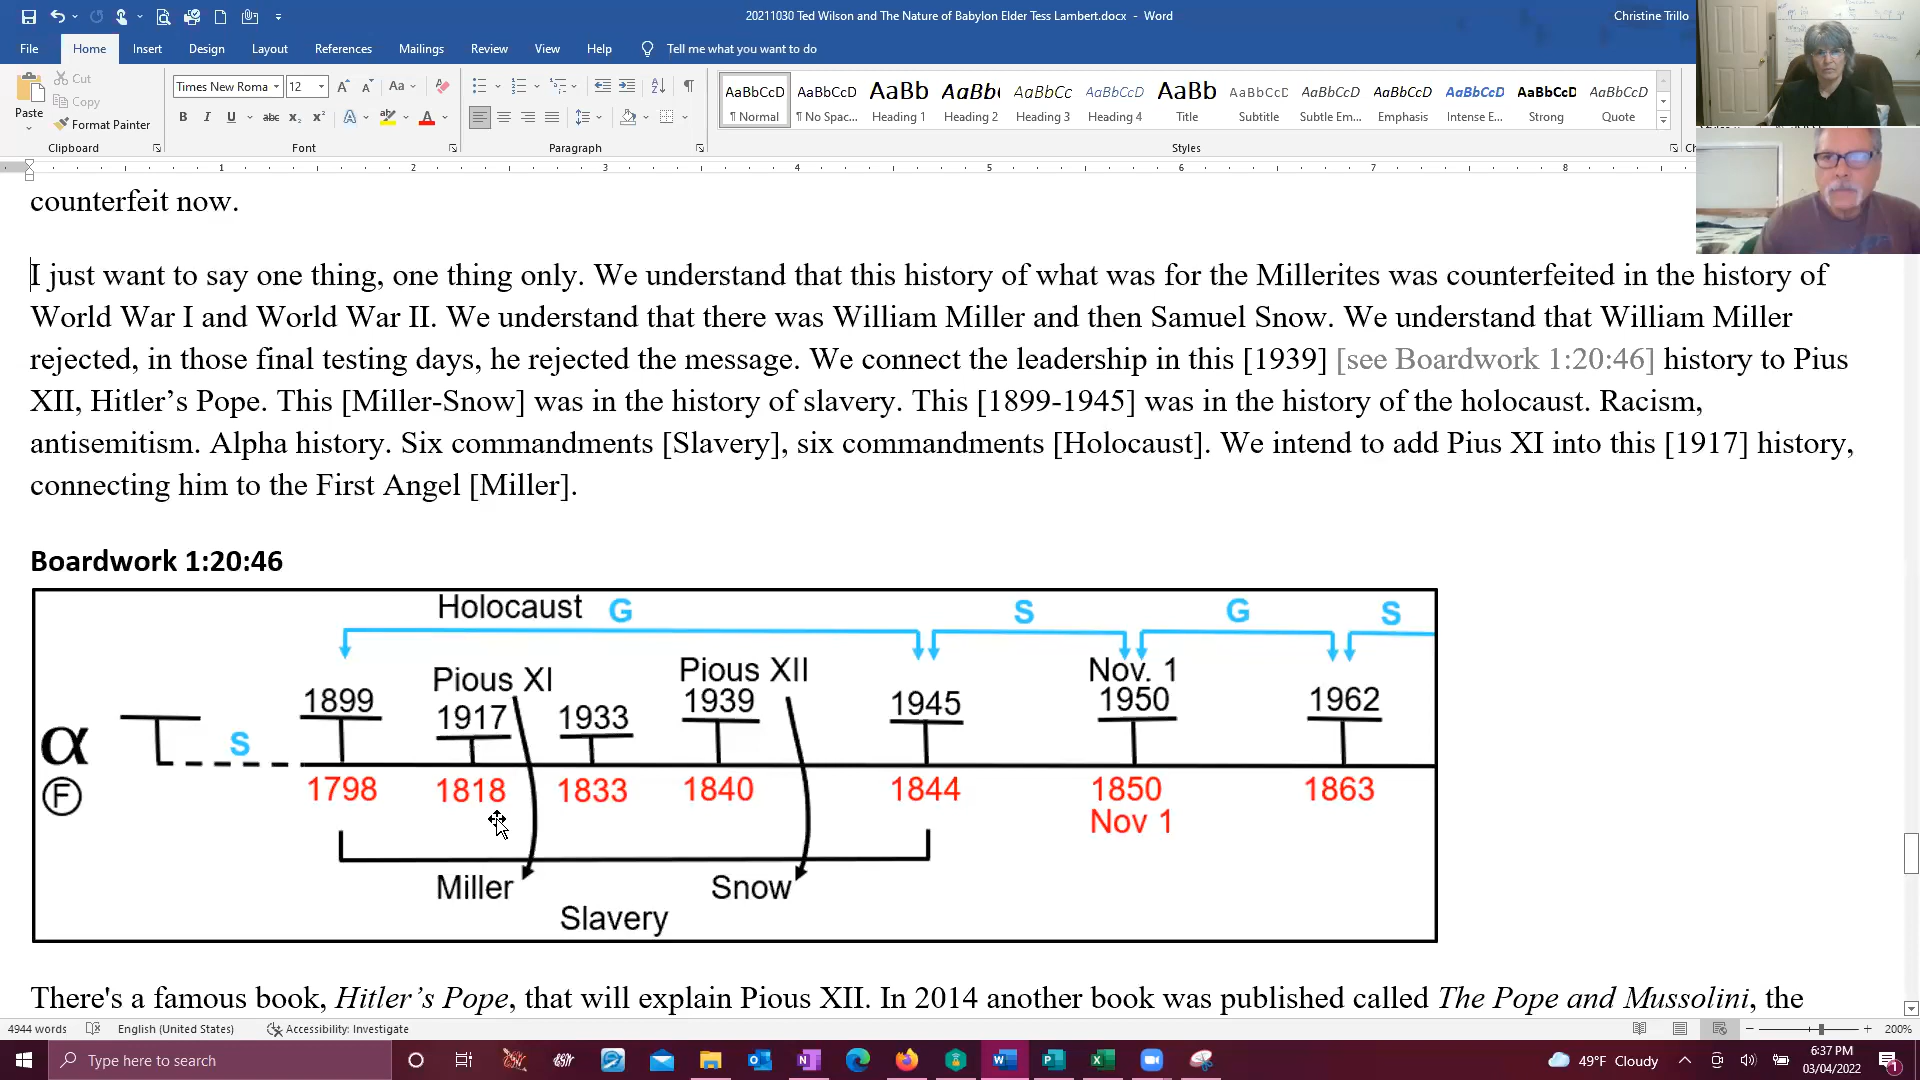 20211030 Ted Wilson and The Nature of Babylon Elder Tess Lambert.docx - Word
Christine Trillo
File Home Insert Design Layout References Mailings Review View Help Tell me what you want to do
Paste
Cut
Copy
Format Painter
Times New Roma 12
AaBbCcD AaBbCcD AaBb AaBb( AaBbCc AaBbCcD AaBb AaBbCcD AaBbCcD AaBbCcD AaBbCcD AaBbCcD AaBbCcD
¶ Normal ¶ No Spac... Heading 1 Heading 2 Heading 3 Heading 4 Title Subtitle Subtle Em... Emphasis Intense E... Strong Quote
Clipboard Font Paragraph Styles
1 2 3 4 5 6 7 8
counterfeit now.
I just want to say one thing, one thing only. We understand that this history of what was for the Millerites was counterfeited in the history of
World War I and World War II. We understand that there was William Miller and then Samuel Snow. We understand that William Miller
rejected, in those final testing days, he rejected the message. We connect the leadership in this [1939] [see Boardwork 1:20:46] history to Pius
XII, Hitler’s Pope. This [Miller-Snow] was in the history of slavery. This [1899-1945] was in the history of the holocaust. Racism,
antisemitism. Alpha history. Six commandments [Slavery], six commandments [Holocaust]. We intend to add Pius XI into this [1917] history,
connecting him to the First Angel [Miller].
Boardwork 1:20:46
Holocaust G S G S
Pious XI Pious XII Nov. 1
1899 1917 1933 1939 1945 1950 1962
α S
F 1798 1818 1833 1840 1844 1850 1863
Nov 1
Miller Snow
Slavery
There's a famous book, Hitler’s Pope, that will explain Pious XII. In 2014 another book was published called The Pope and Mussolini, the
4944 words English (United States) Accessibility: Investigate 200%
Type here to search
49°F Cloudy
6:37 PM
03/04/2022